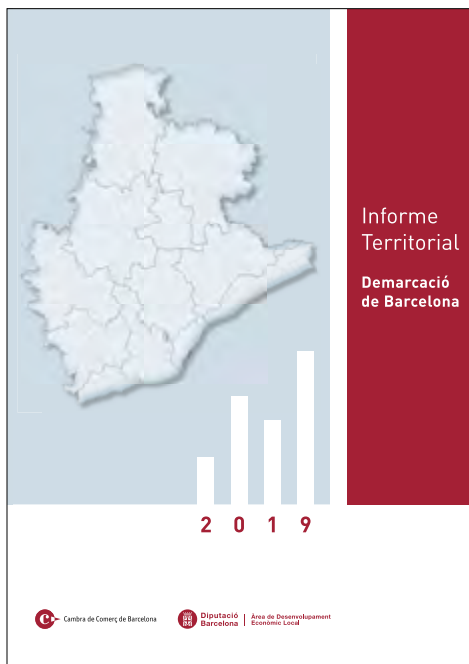 Informe
Territorial
Demarcació
de Barcelona
2 0 1 9
c
Cambra de Comerç de Barcelona
Diputació
Barcelona
Àrea de Desenvolupament
Econòmic Local